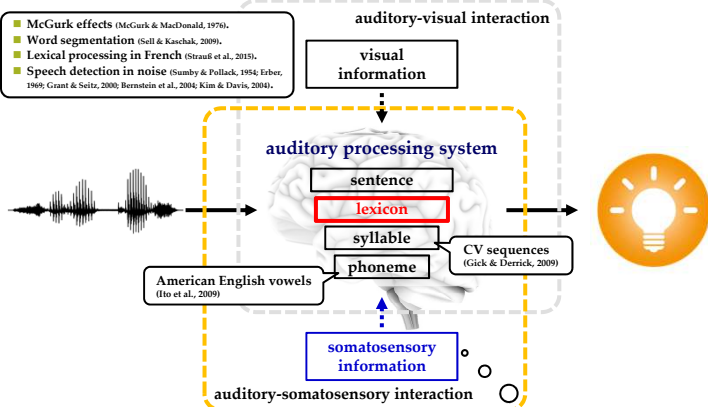 McGurk effects (McGurk & MacDonald, 1976).
Word segmentation (Sell & Kaschak, 2009).
Lexical processing in French (Strauß et al., 2015).
Speech detection in noise (Sumby & Pollack, 1954; Erber,
1969; Grant & Seitz, 2000; Bernstein et al., 2004; Kim & Davis, 2004).
auditory-visual interaction
visual
information
auditory processing system
sentence
lexicon
syllable
CV sequences
(Gick & Derrick, 2009)
phoneme
American English vowels
(Ito et al., 2009)
somatosensory
information
auditory-somatosensory interaction